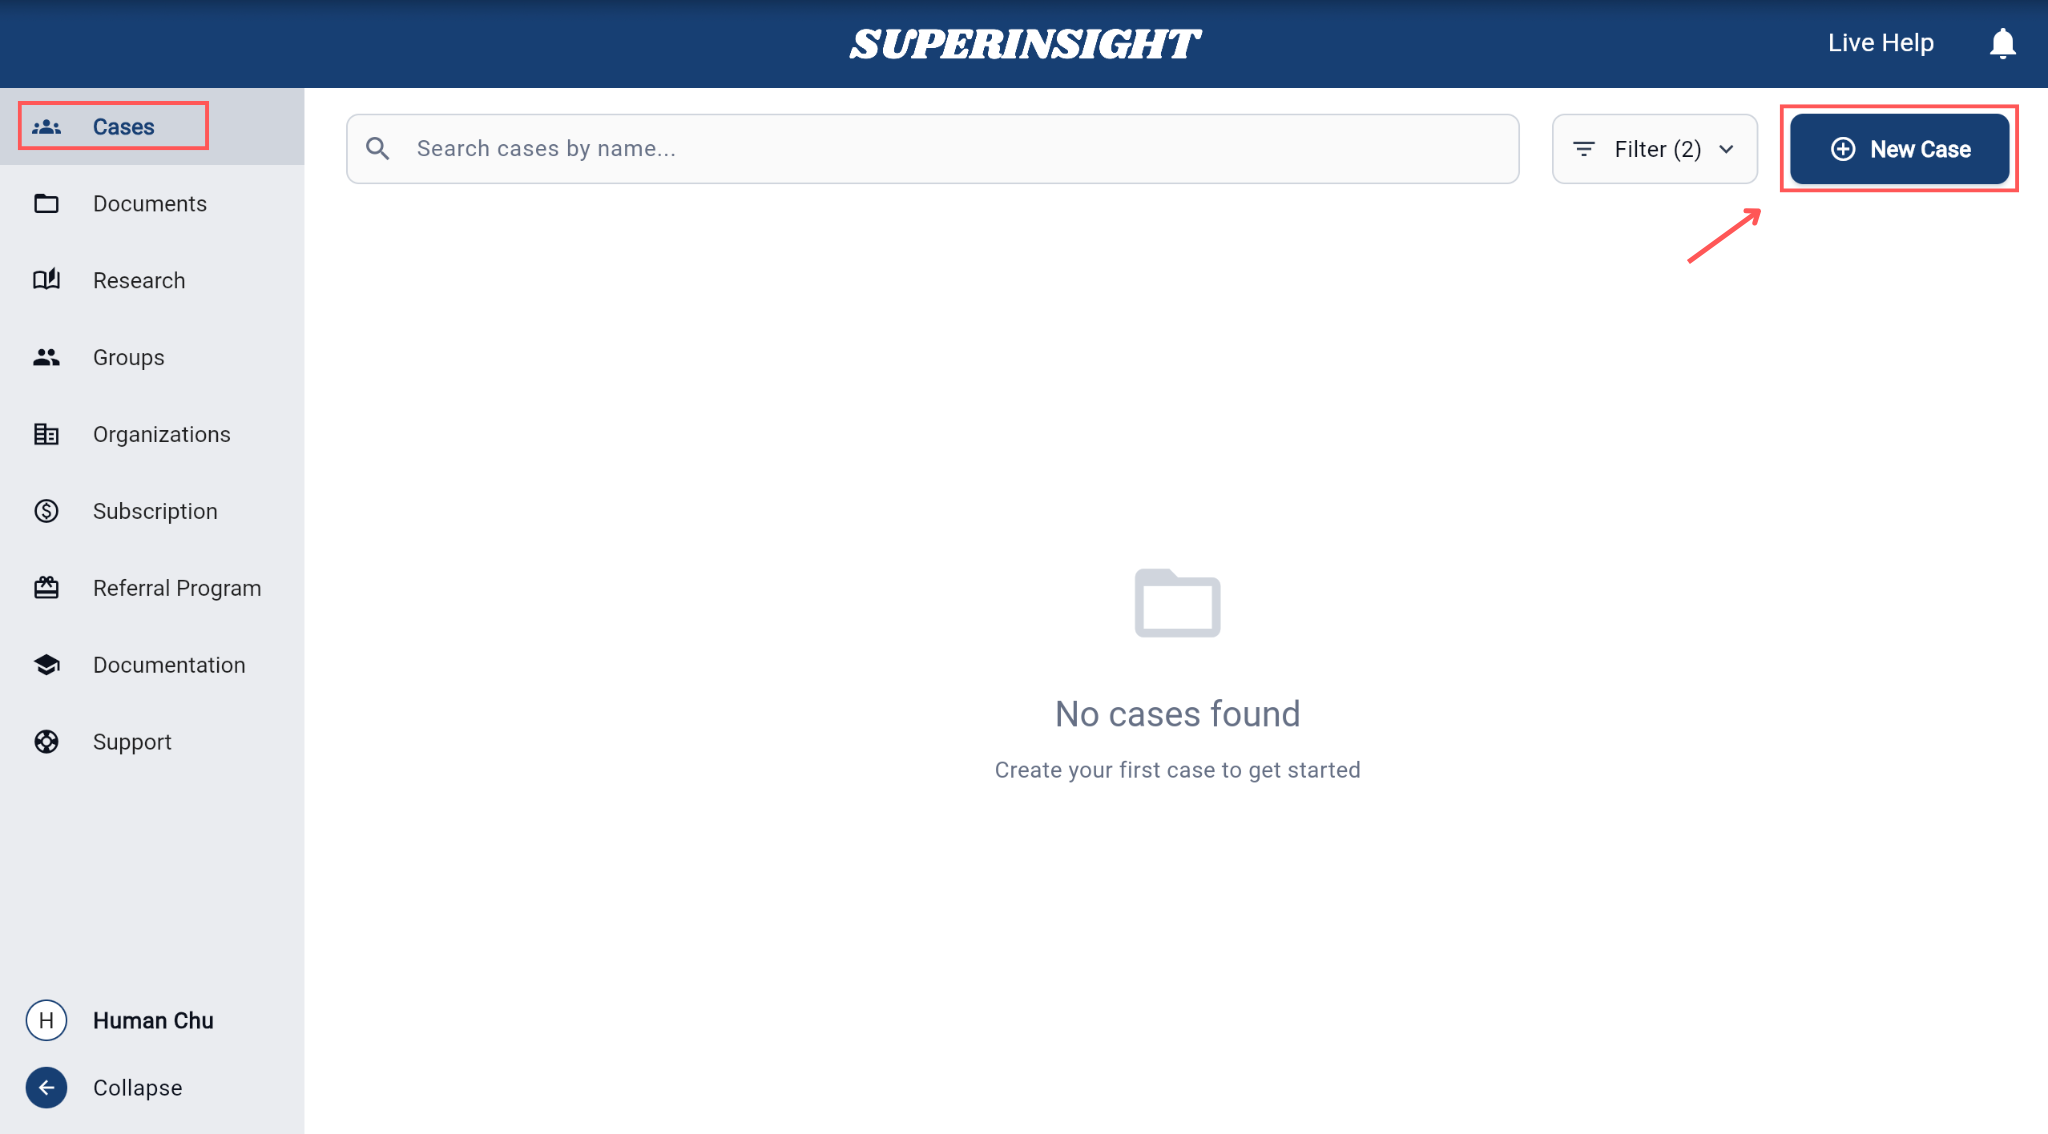 SUPERINSIGHT
Live Help
Cases
Documents
Research
Groups
Organizations
Subscription
Referral Program
Documentation
Support
H
Human Chu
Collapse
Search cases by name...
Filter (2)
New Case
No cases found
Create your first case to get started